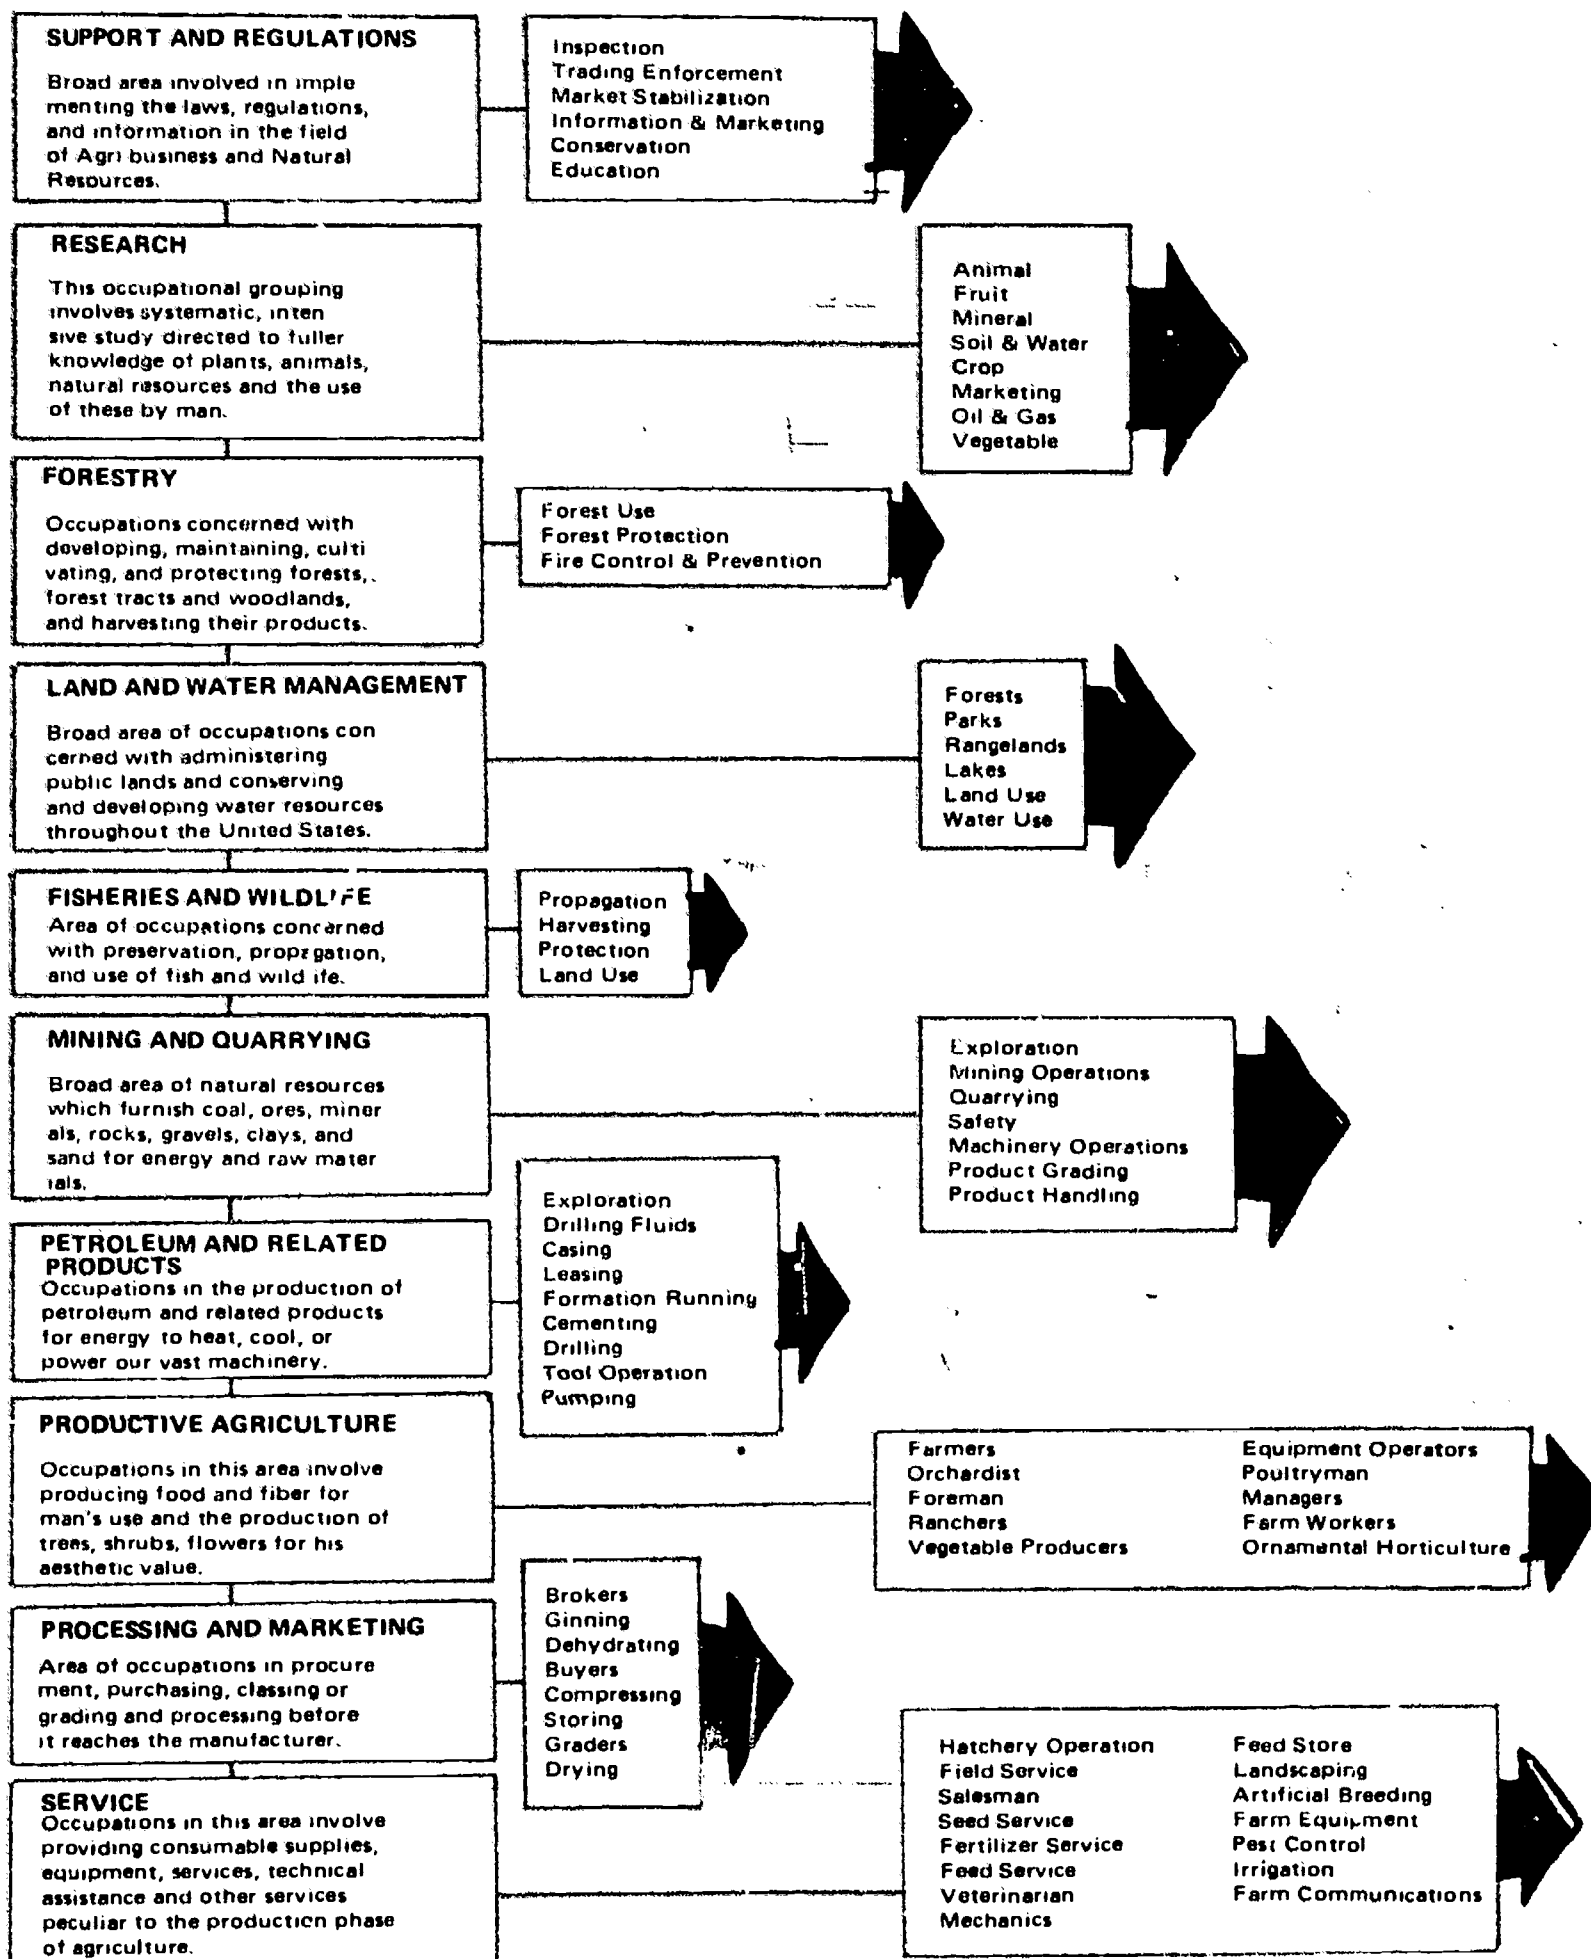 SUPPORT AND REGULATIONS
Broad area involved in imple
menting the laws, regulations,
and information in the field
of Agri business and Natural
Resources.
Inspection
Trading Enforcement
Market Stabilization
Information & Marketing
Conservation
Education
RESEARCH
This occupational grouping
involves systematic, inten
sive study directed to fuller
knowledge of plants, animals,
natural resources and the use
of these by man.
Animal
Fruit
Mineral
Soil & Water
Crop
Marketing
Oil & Gas
Vegetable
FORESTRY
Occupations concerned with
developing, maintaining, culti
vating, and protecting forests,
forest tracts and woodlands,
and harvesting their products.
Forest Use
Forest Protection
Fire Control & Prevention
LAND AND WATER MANAGEMENT
Broad area of occupations con
cerned with administering
public lands and conserving
and developing water resources
throughout the United States.
Forests
Parks
Rangelands
Lakes
Land Use
Water Use
FISHERIES AND WILDLIFE
Area of occupations concerned
with preservation, propagation,
and use of fish and wild ife.
Propagation
Harvesting
Protection
Land Use
MINING AND QUARRYING
Broad area of natural resources
which furnish coal, ores, miner
als, rocks, gravels, clays, and
sand for energy and raw mater
ials.
Exploration
Mining Operations
Quarrying
Safety
Machinery Operations
Product Grading
Product Handling
PETROLEUM AND RELATED
PRODUCTS
Occupations in the production of
petroleum and related products
for energy to heat, cool, or
power our vast machinery.
Exploration
Drilling Fluids
Casing
Leasing
Formation Running
Cementing
Drilling
Tool Operation
Pumping
PRODUCTIVE AGRICULTURE
Occupations in this area involve
producing food and fiber for
man's use and the production of
trees, shrubs, flowers for his
aesthetic value.
Farmers
Orchardist
Foreman
Ranchers
Vegetable Producers
Equipment Operators
Poultryman
Managers
Farm Workers
Ornamental Horticulture
PROCESSING AND MARKETING
Area of occupations in procure
ment, purchasing, classing or
grading and processing before
it reaches the manufacturer.
Brokers
Ginning
Dehydrating
Buyers
Compressing
Storing
Graders
Drying
SERVICE
Occupations in this area involve
providing consumable supplies,
equipment, services, technical
assistance and other services
peculiar to the production phase
of agriculture.
Hatchery Operation
Field Service
Salesman
Seed Service
Fertilizer Service
Feed Service
Veterinarian
Mechanics
Feed Store
Landscaping
Artificial Breeding
Farm Equipment
Pest Control
Irrigation
Farm Communications